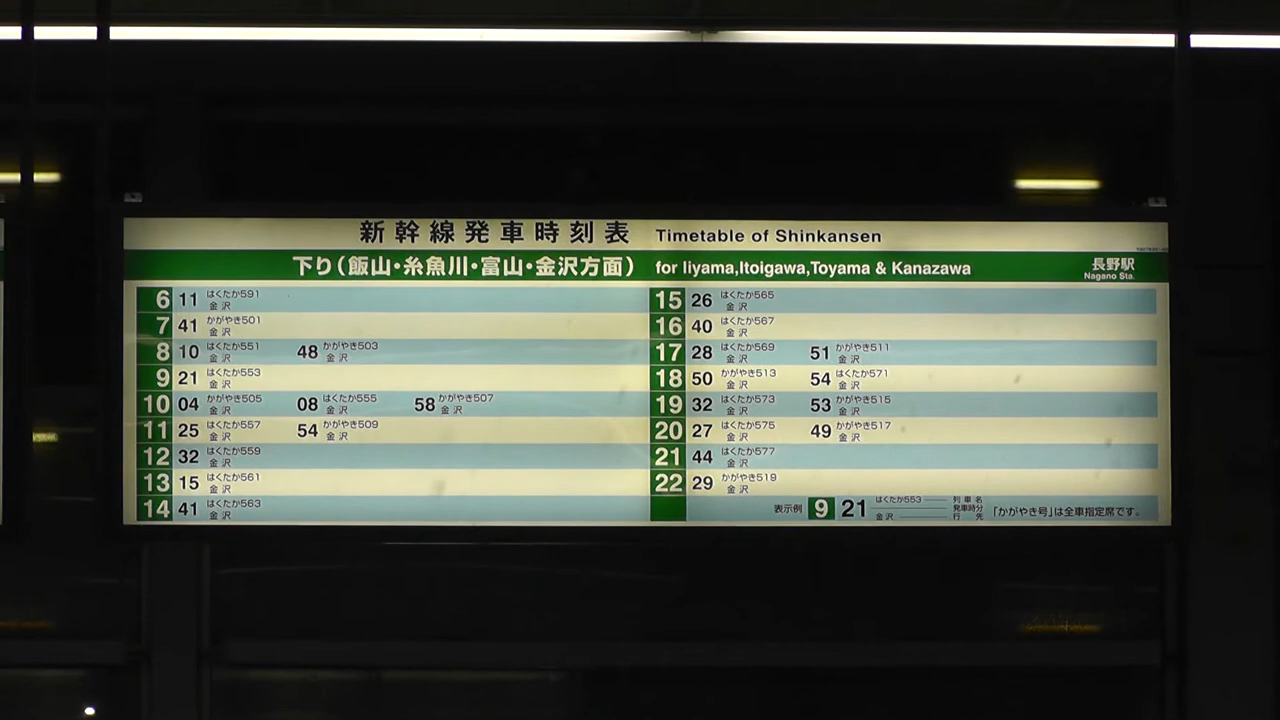 新幹線発車時刻表 Timetable of Shinkansen
下り(飯山・糸魚川・富山・金沢方面) for Iiyama,Itoigawa,Toyama & Kanazawa 長野駅
Nagano Sta.
6 11 はくたか591 金沢
7 41 かがやき501 金沢
8 10 はくたか551 金沢 48 かがやき503 金沢
9 21 はくたか553 金沢
10 04 かがやき505 金沢 08 はくたか555 金沢 58 かがやき507 金沢
11 25 はくたか557 金沢 54 かがやき509 金沢
12 32 はくたか559 金沢
13 15 はくたか561 金沢
14 41 はくたか563 金沢
15 26 はくたか565 金沢
16 40 はくたか567 金沢
17 28 はくたか569 金沢 51 かがやき511 金沢
18 50 かがやき513 金沢 54 はくたか571 金沢
19 32 はくたか573 金沢 53 かがやき515 金沢
20 27 はくたか575 金沢 49 かがやき517 金沢
21 44 はくたか577 金沢
22 29 かがやき519 金沢
表示例 9 21 はくたか553 列車名
発車時分
金沢 行先
「かがやき号」は全車指定席です。